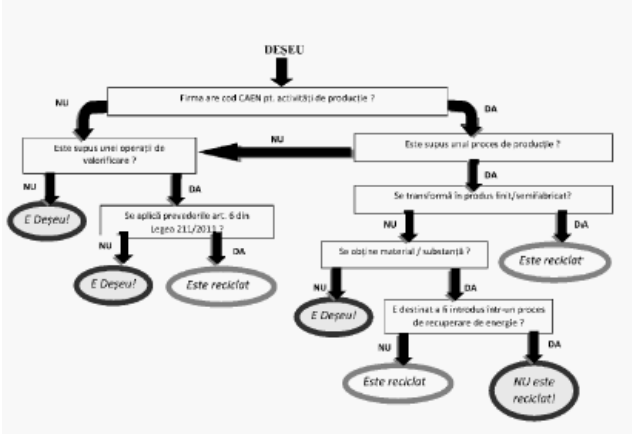 DEȘEU
Firma are cod CAEN pt. activități de producție ?
NU
DA
Este supus unei operații de
valorificare ?
NU
Este supus unui proces de producție ?
NU
DA
DA
Se transformă în produs finit/semifabricat?
E Deșeu!
Se aplică prevederile art. 6 din
Legea 211/2011 ?
NU
DA
NU
DA
Se obține material / substanță ?
Este reciclat
E Deșeu!
Este reciclat
NU
DA
E Deșeu!
E destinat a fi introdus într-un proces
de recuperare de energie ?
NU
DA
Este reciclat
NU este
reciclat!